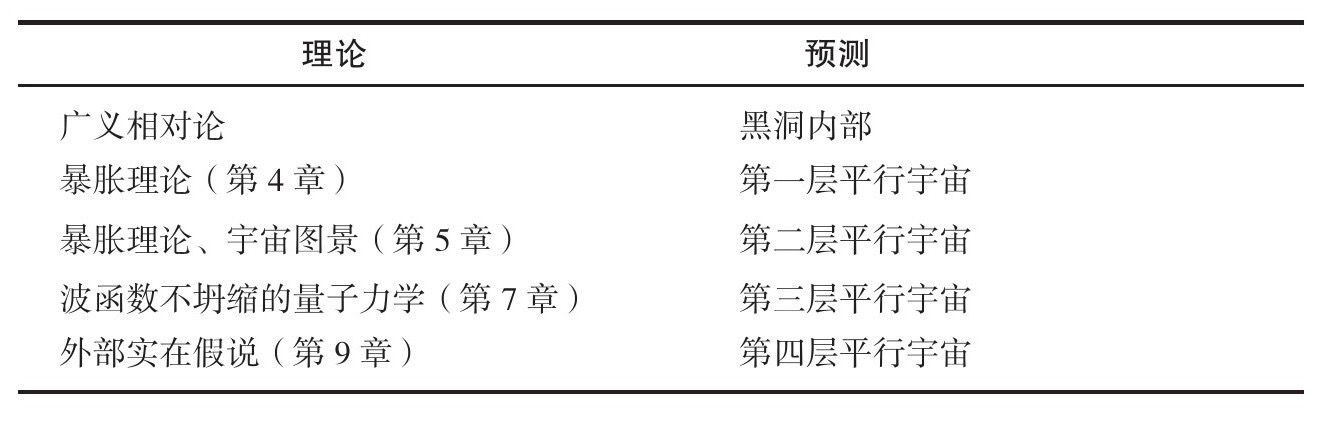 理论 预测
广义相对论 黑洞内部
暴胀理论（第 4 章） 第一层平行宇宙
暴胀理论、宇宙图景（第 5 章） 第二层平行宇宙
波函数不坍缩的量子力学（第 7 章） 第三层平行宇宙
外部实在假说（第 9 章） 第四层平行宇宙